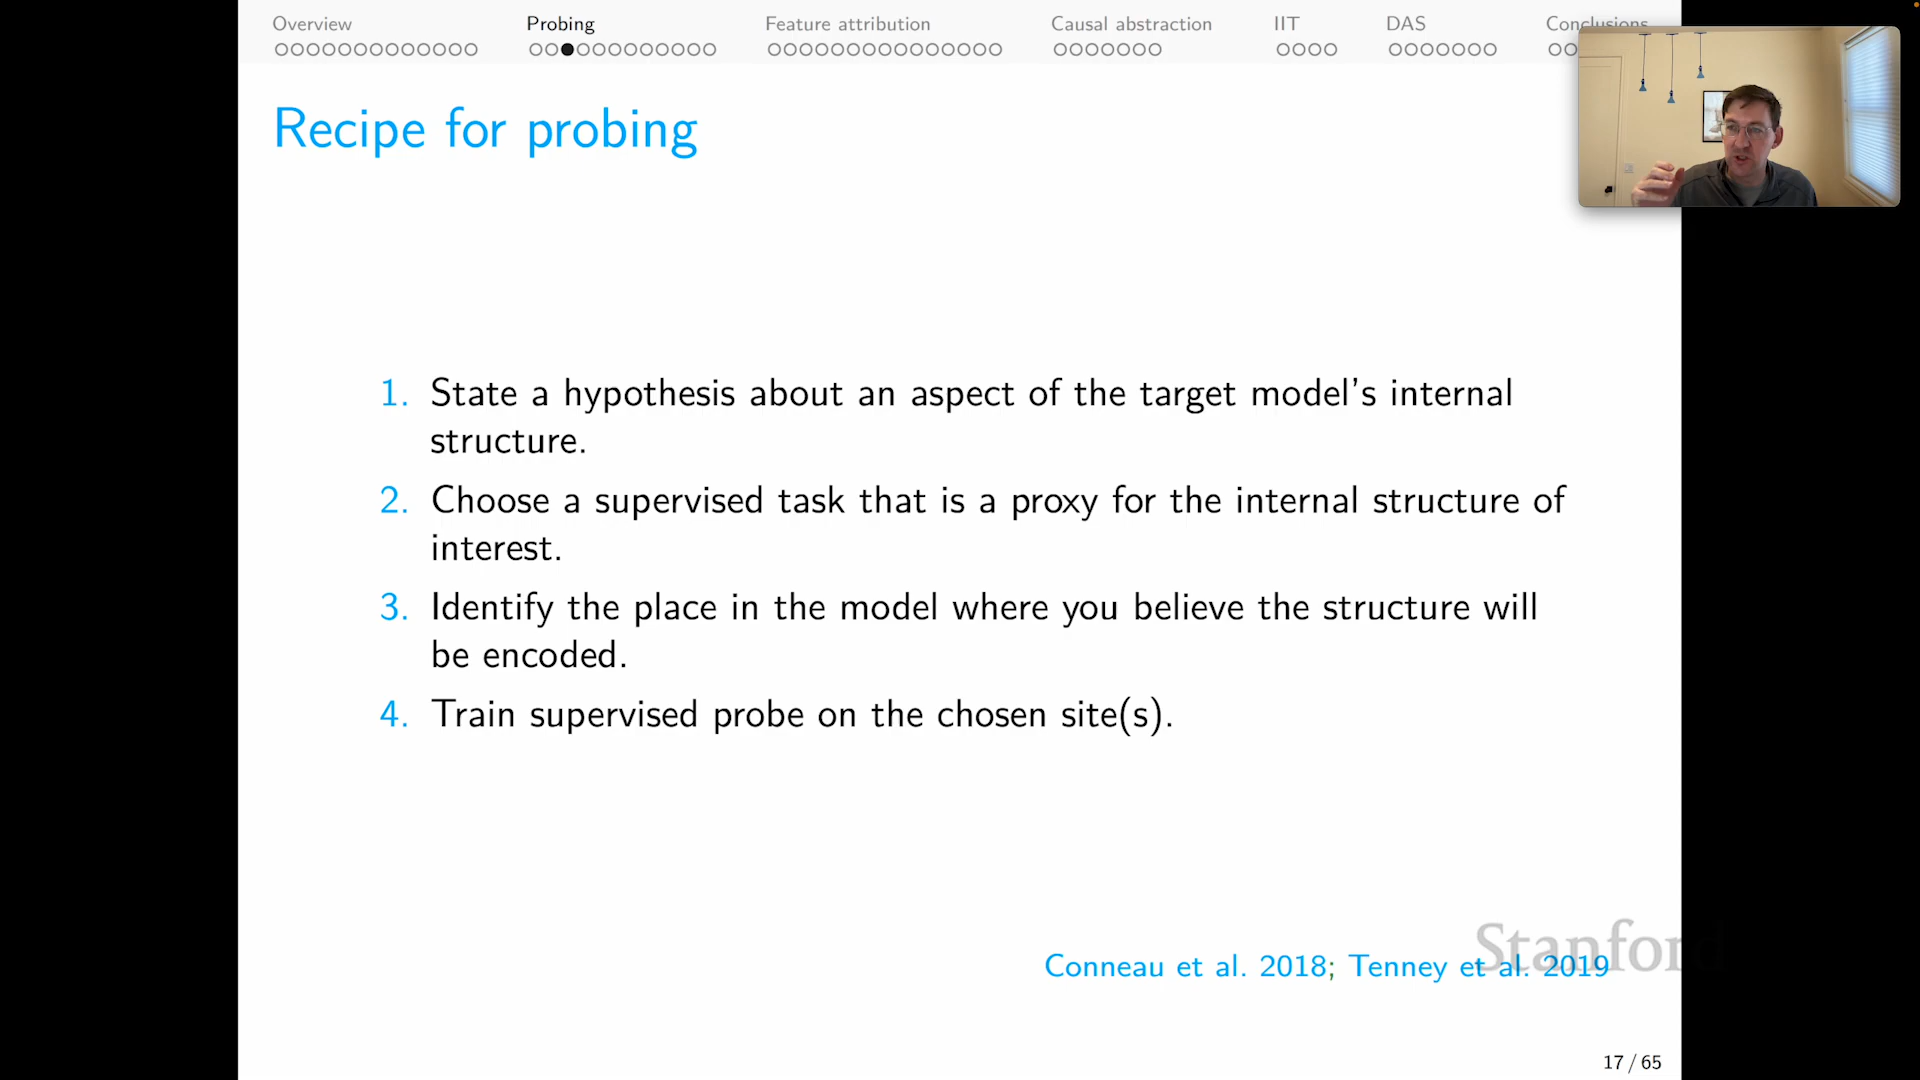 Overview Probing Feature attribution Causal abstraction IIT DAS Conclusions
Recipe for probing
1. State a hypothesis about an aspect of the target model's internal
structure.
2. Choose a supervised task that is a proxy for the internal structure of
interest.
3. Identify the place in the model where you believe the structure will
be encoded.
4. Train supervised probe on the chosen site(s).
Stanford
Conneau et al. 2018; Tenney et al. 2019
17 / 65